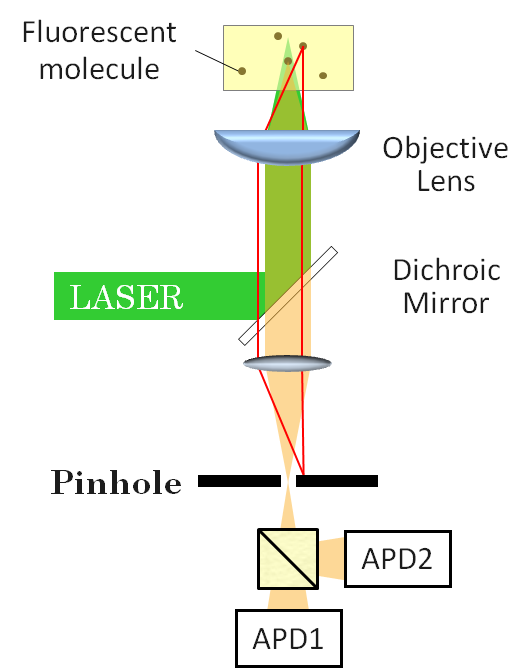 Fluorescent
molecule
Objective
Lens
Dichroic
Mirror
LASER
Pinhole
APD2
APD1